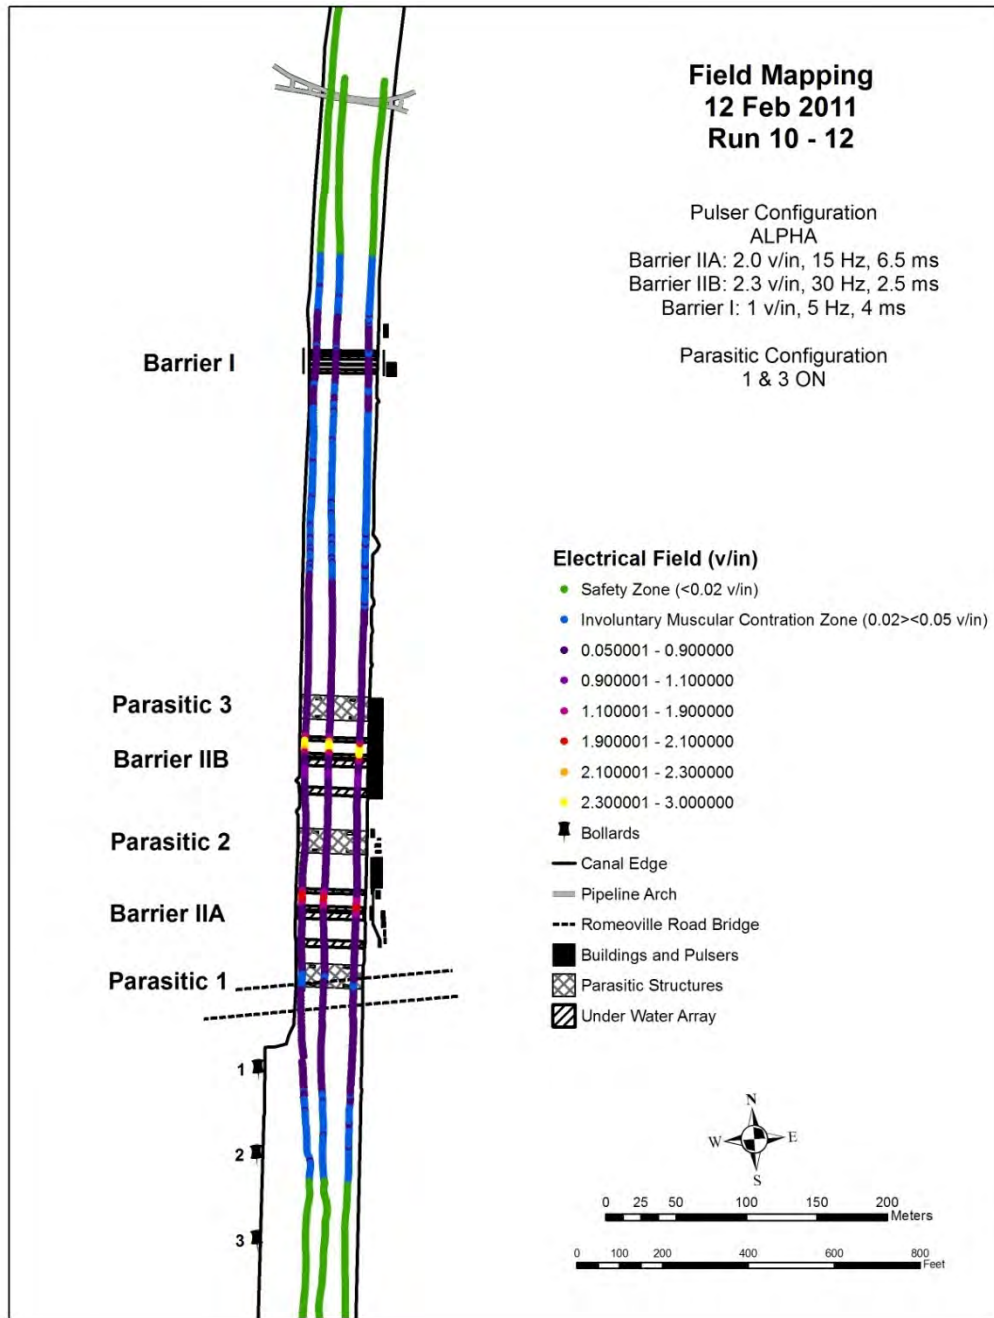 Field Mapping
12 Feb 2011
Run 10 - 12
Pulser Configuration
ALPHA
Barrier IIA: 2.0 v/in, 15 Hz, 6.5 ms
Barrier IIB: 2.3 v/in, 30 Hz, 2.5 ms
Barrier I: 1 v/in, 5 Hz, 4 ms
Parasitic Configuration
1 & 3 ON
Barrier I
Parasitic 3
Barrier IIB
Parasitic 2
Barrier IIA
Parasitic 1
1
2
3
Electrical Field (v/in)
Safety Zone (<0.02 v/in)
Involuntary Muscular Contration Zone (0.02><0.05 v/in)
0.050001 - 0.900000
0.900001 - 1.100000
1.100001 - 1.900000
1.900001 - 2.100000
2.100001 - 2.300000
2.300001 - 3.000000
Bollards
Canal Edge
Pipeline Arch
Romeoville Road Bridge
Buildings and Pulsers
Parasitic Structures
Under Water Array
N
W E
S
0 25 50 100 150 200
Meters
0 100 200 400 600 800
Feet